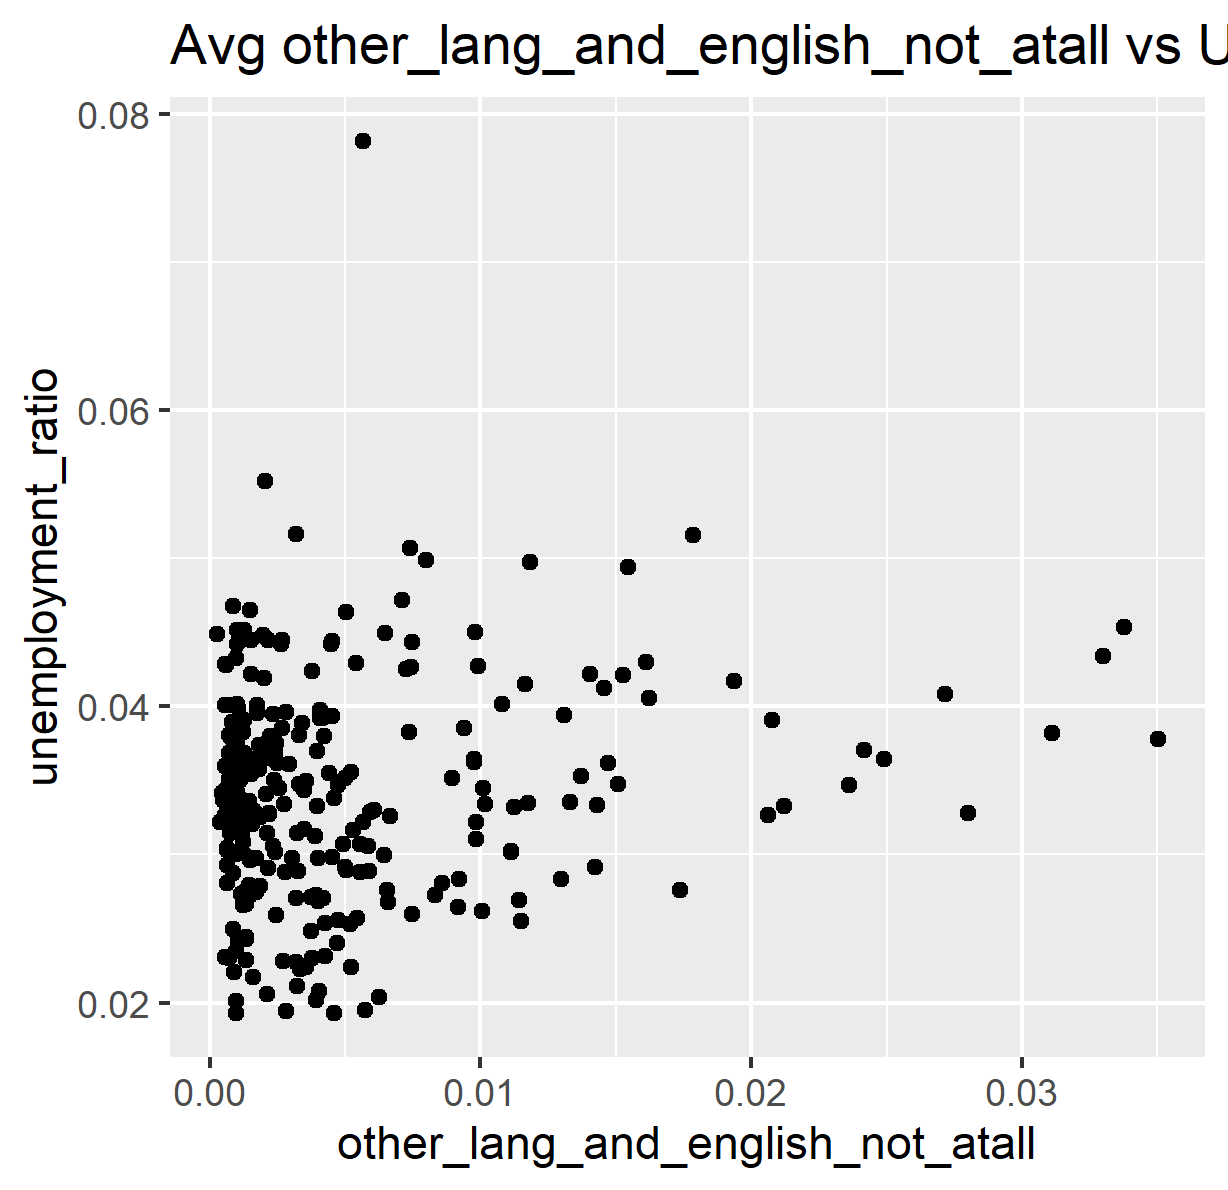 Avg other_lang_and_english_not_atall vs U
0.08
0.06
0.04
0.02
unemployment_ratio
0.00 0.01 0.02 0.03
other_lang_and_english_not_atall